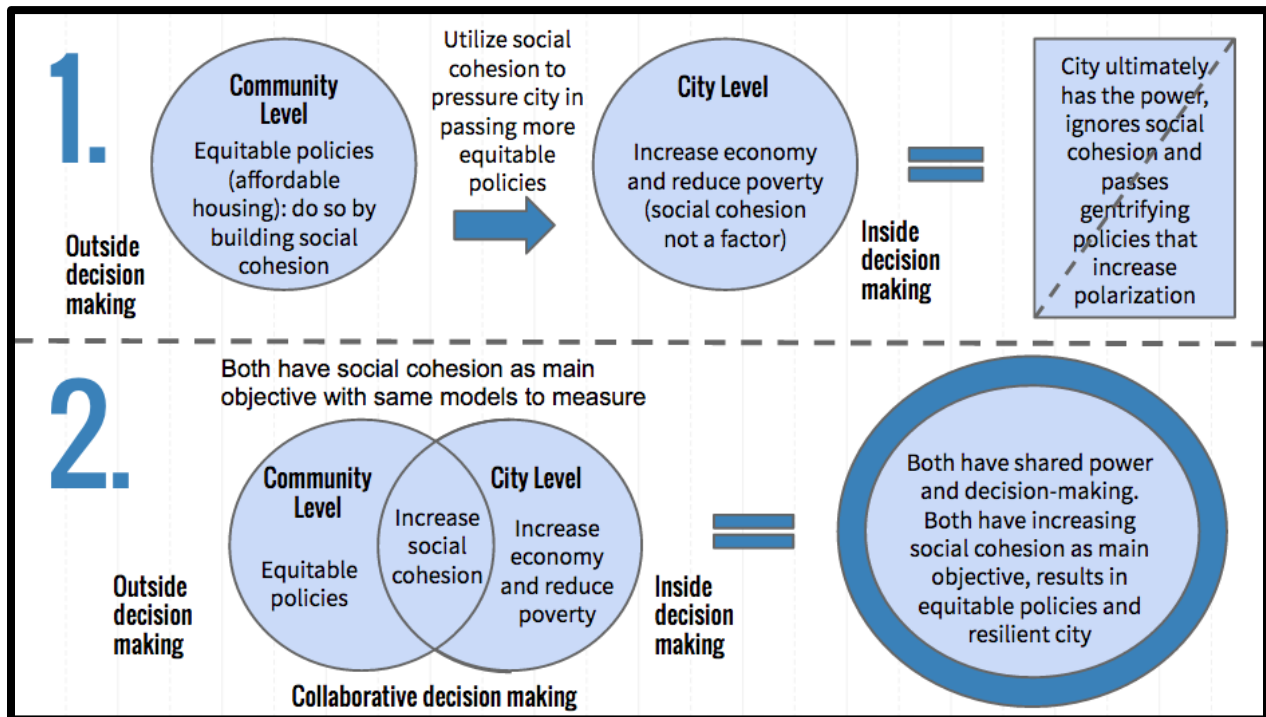 1.
Community
Level
Equitable policies
(affordable
housing): do so by
building social
cohesion
Outside
decision
making
Utilize social
cohesion to
pressure city in
passing more
equitable
policies
City Level
Increase economy
and reduce poverty
(social cohesion
not a factor)
Inside
decision
making
City ultimately
has the power,
ignores social
cohesion and
passes
gentrifying
policies that
increase
polarization
2.
Both have social cohesion as main
objective with same models to measure
Community
Level
Equitable
policies
Outside
decision
making
Increase
social
cohesion
City Level
Increase
economy
and reduce
poverty
Inside
decision
making
Collaborative decision making
Both have shared power
and decision-making.
Both have increasing
social cohesion as main
objective, results in
equitable policies and
resilient city